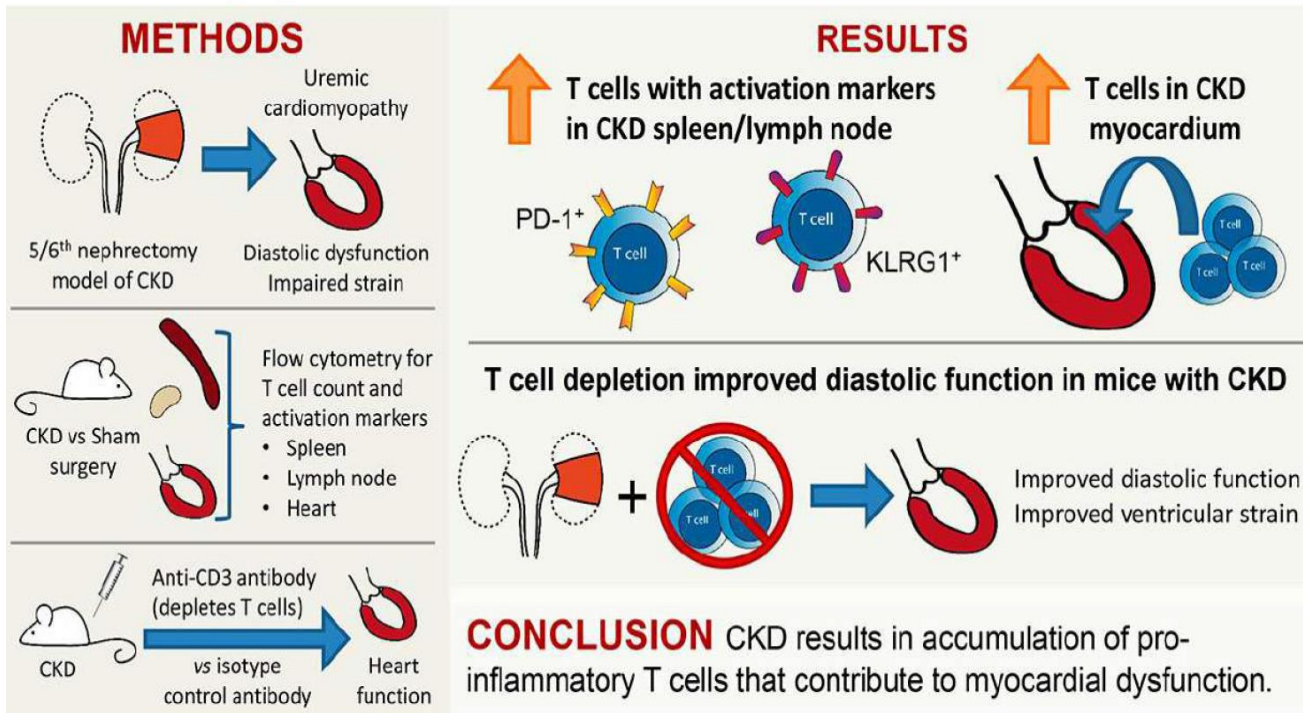 METHODS
Uremic
cardiomyopathy
5/6th nephrectomy
model of CKD
Diastolic dysfunction
Impaired strain
CKD vs Sham
surgery
Flow cytometry for
T cell count and
activation markers
• Spleen
• Lymph node
• Heart
Anti-CD3 antibody
(depletes T cells)
vs isotype
control antibody
CKD
Heart
function
RESULTS
T cells with activation markers
in CKD spleen/lymph node
PD-1+
T cell
T cell
KLRG1+
T cells in CKD
myocardium
T cell
T cell
T cell
T cell depletion improved diastolic function in mice with CKD
+
T cell
T cell
T cell
Improved diastolic function
Improved ventricular strain
CONCLUSION CKD results in accumulation of pro-
inflammatory T cells that contribute to myocardial dysfunction.